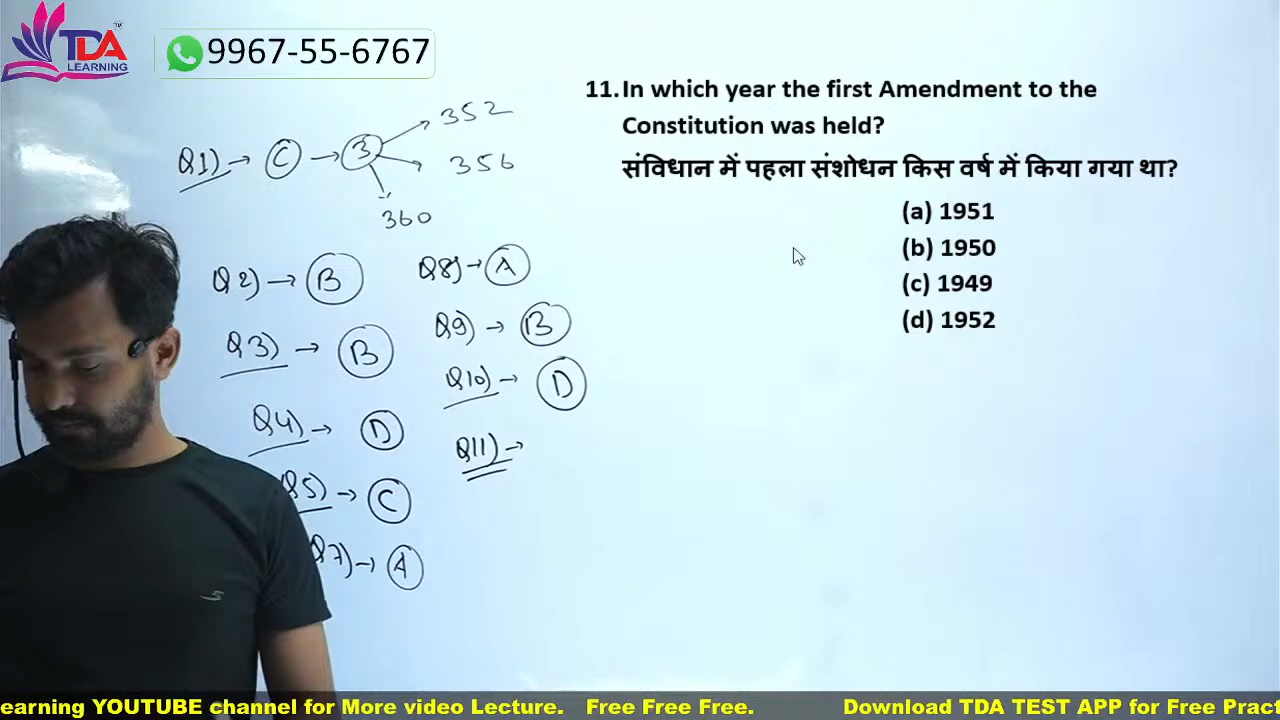 TDA
LEARNING
9967-55-6767
11. In which year the first Amendment to the
Constitution was held?
संविधान में पहला संशोधन किस वर्ष में किया गया था?
(a) 1951
(b) 1950
(c) 1949
(d) 1952
Q1) → C → 3 → 352
356
360
Q2) → B
Q3) → B
Q4) → D
Q5) → C
Q7) → A
Q8) → A
Q9) → B
Q10) → D
Q11) →
earning YOUTUBE channel for More video Lecture. Free Free Free. Download TDA TEST APP for Free Pract